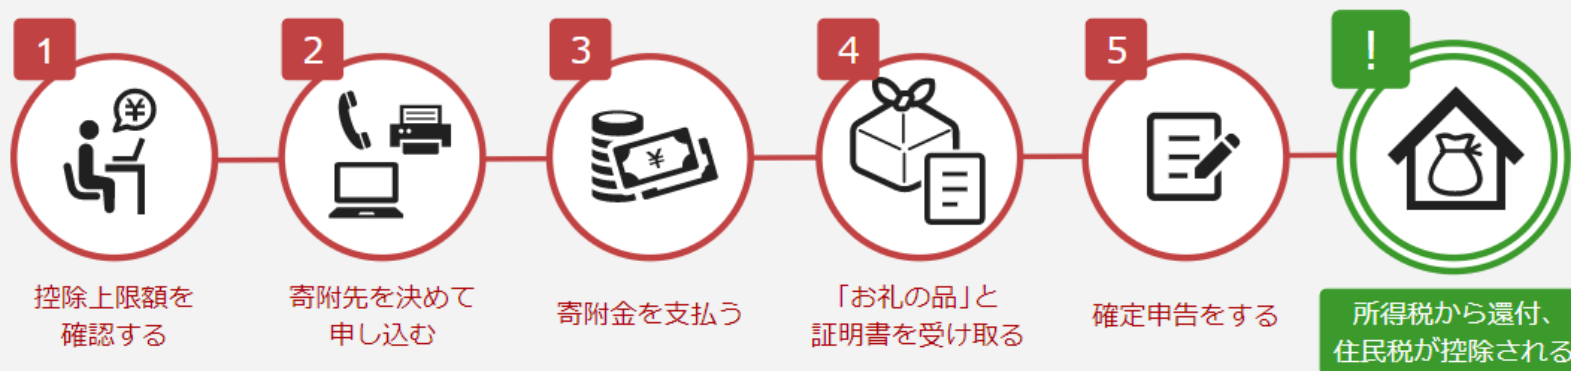 1
2
3
4
5
!
¥
¥
控除上限額を
確認する
寄附先を決めて
申し込む
寄附金を支払う
「お礼の品」と
証明書を受け取る
確定申告をする
所得税から還付、
住民税が控除される